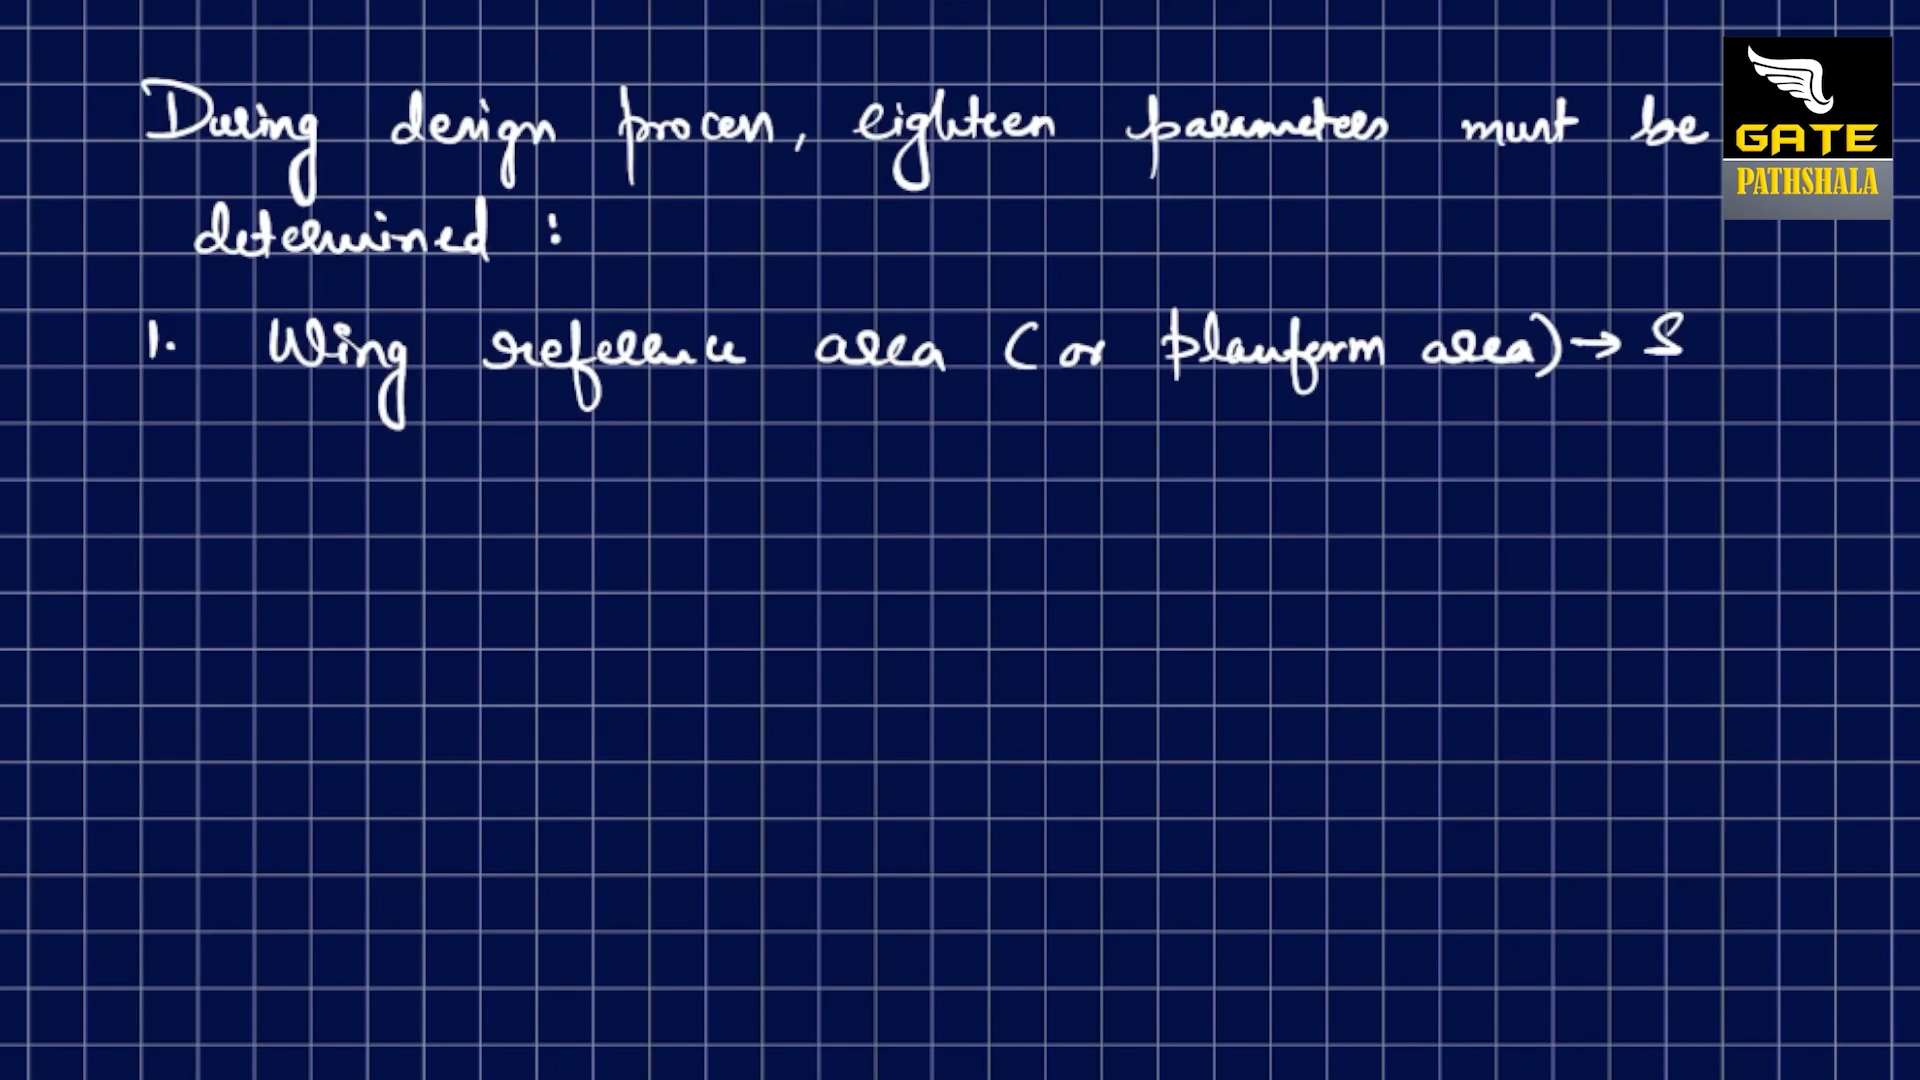 During design process, eighteen parameters must be
determined :
1. Wing reference area (or planform area) → S
GATE
PATHSHALA